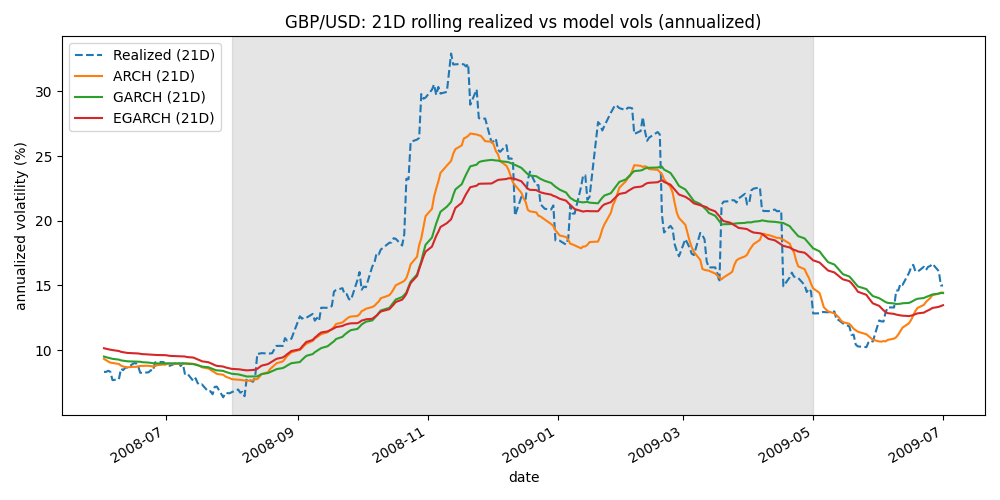 GBP/USD: 21D rolling realized vs model vols (annualized)
Realized (21D)
ARCH (21D)
GARCH (21D)
EGARCH (21D)
annualized volatility (%)
30
25
20
15
10
2008-07
2008-09
2008-11
2009-01
2009-03
2009-05
2009-07
date